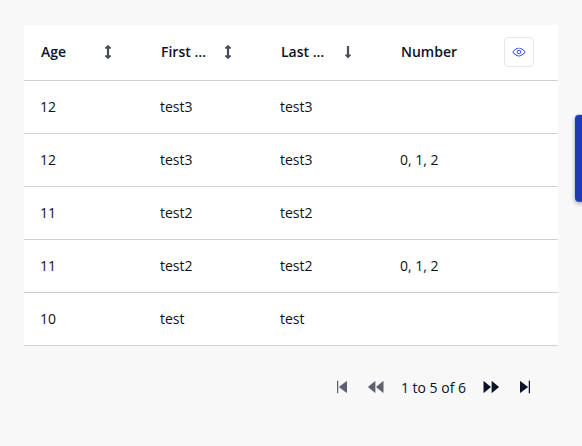 Age First ... Last ... Number
12 test3 test3
12 test3 test3 0, 1, 2
11 test2 test2
11 test2 test2 0, 1, 2
10 test test
1 to 5 of 6